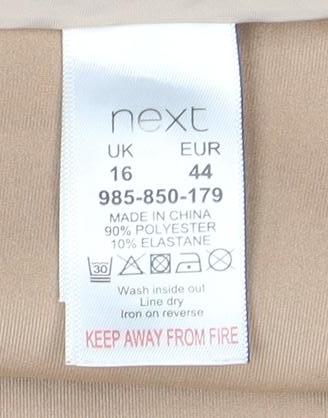 next
UK EUR
16 44
985-850-179
MADE IN CHINA
90% POLYESTER
10% ELASTANE
30
Wash inside out
Line dry
Iron on reverse
KEEP AWAY FROM FIRE